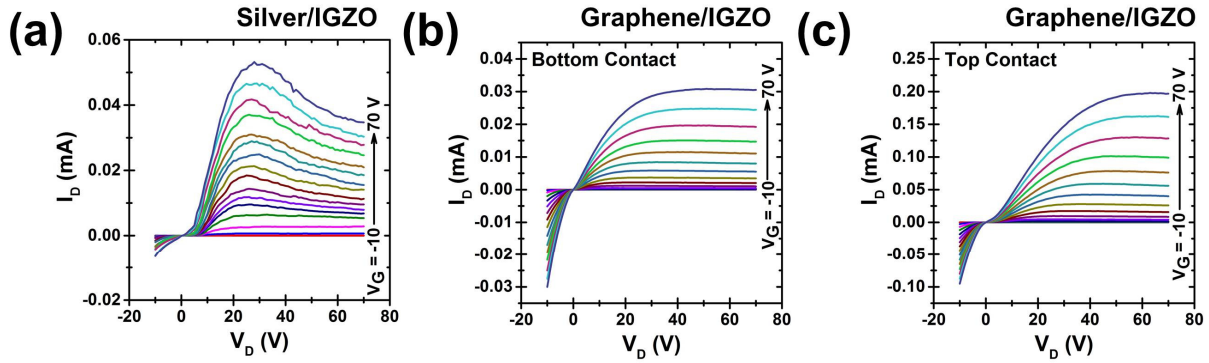 (a)
Silver/IGZO
0.06
0.04
0.02
0.00
-0.02
-20 0 20 40 60 80
I_D (mA)
V_D (V)
V_G = -10 → 70 V
(b)
Graphene/IGZO
Bottom Contact
0.04
0.03
0.02
0.01
0.00
-0.01
-0.02
-0.03
-20 0 20 40 60 80
I_D (mA)
V_D (V)
V_G = -10 → 70 V
(c)
Graphene/IGZO
Top Contact
0.25
0.20
0.15
0.10
0.05
0.00
-0.05
-0.10
-20 0 20 40 60 80
I_D (mA)
V_D (V)
V_G = -10 → 70 V